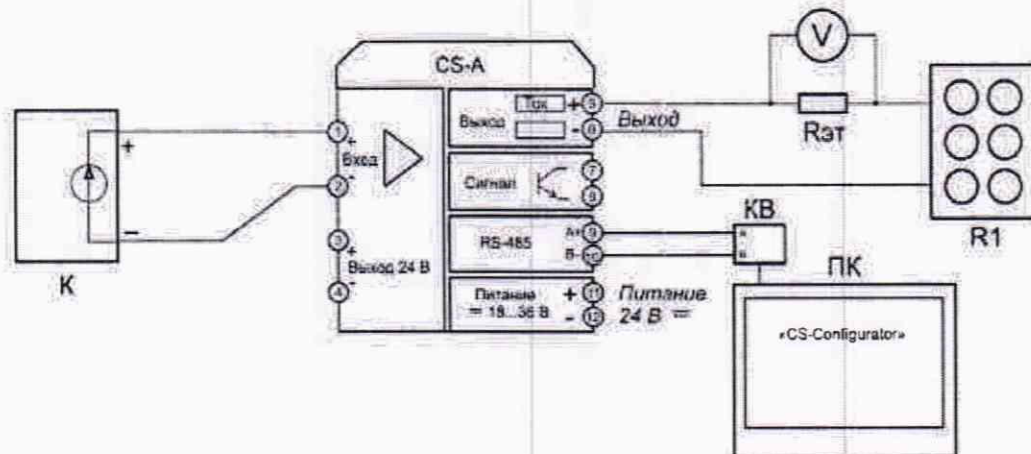 V
CS-A
Ток + 5
Выход - 6
Выход
Rэт
R1
1 +
Вход
2 -
+
−
К
Сигнал
7
8
КВ
RS-485
A+ 9
B- 10
A
B
3 +
Выход 24 В
4 -
Питание
= 18...36 В
+ 11
- 12
Питание
24 В =
ПК
«CS-Configurator»